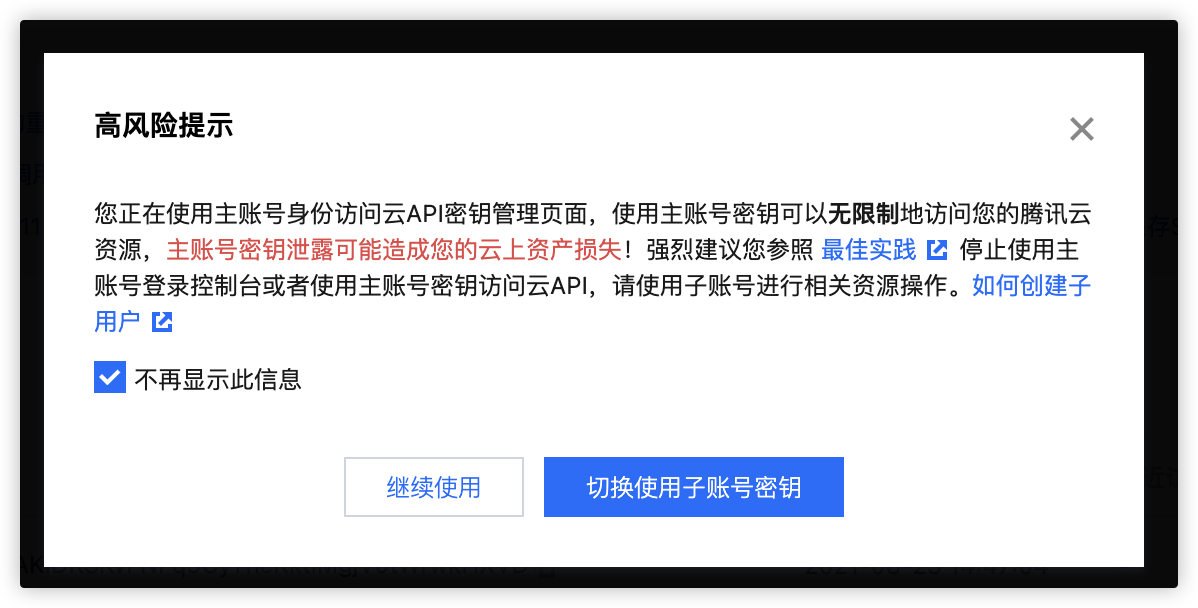 高风险提示
您正在使用主账号身份访问云API密钥管理页面，使用主账号密钥可以无限制地访问您的腾讯云
资源，主账号密钥泄露可能造成您的云上资产损失！强烈建议您参照 最佳实践 停止使用主
账号登录控制台或者使用主账号密钥访问云API，请使用子账号进行相关资源操作。如何创建子
用户
不再显示此信息
继续使用
切换使用子账号密钥